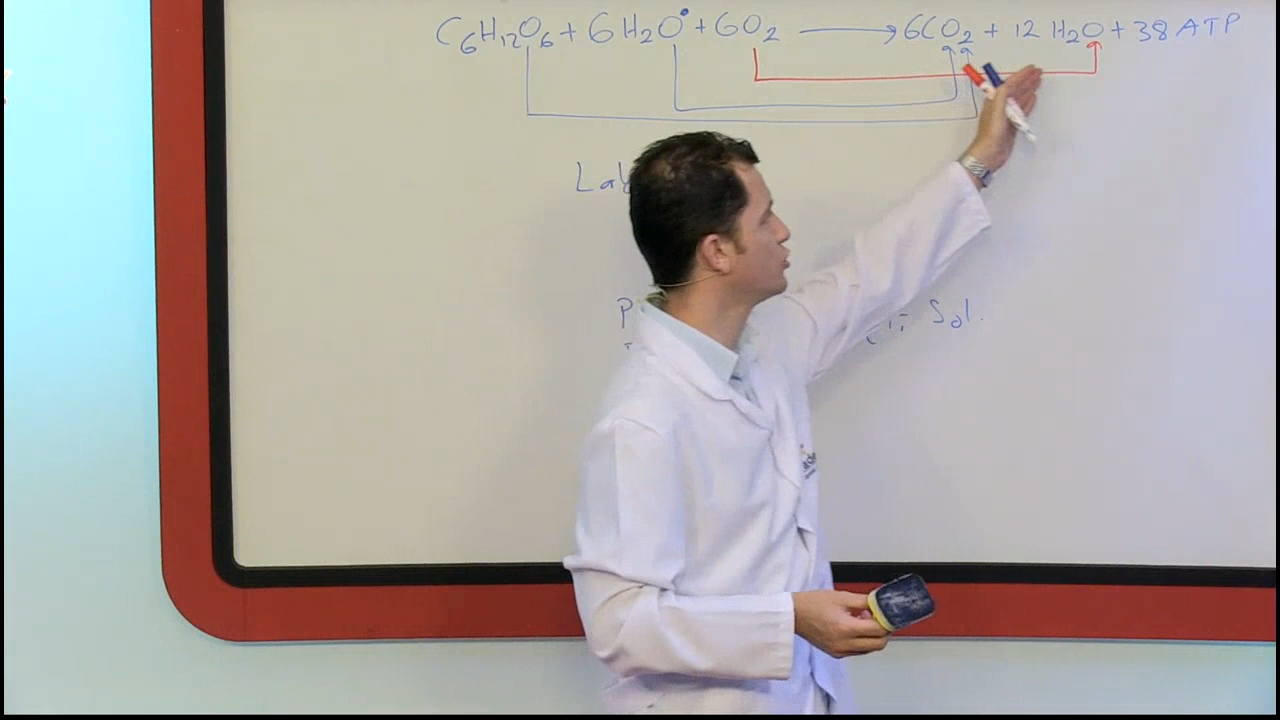 C₆H₁₂O₆ + 6H₂O• + 6O₂ → 6CO₂ + 12 H₂O + 38 ATP
Sol.